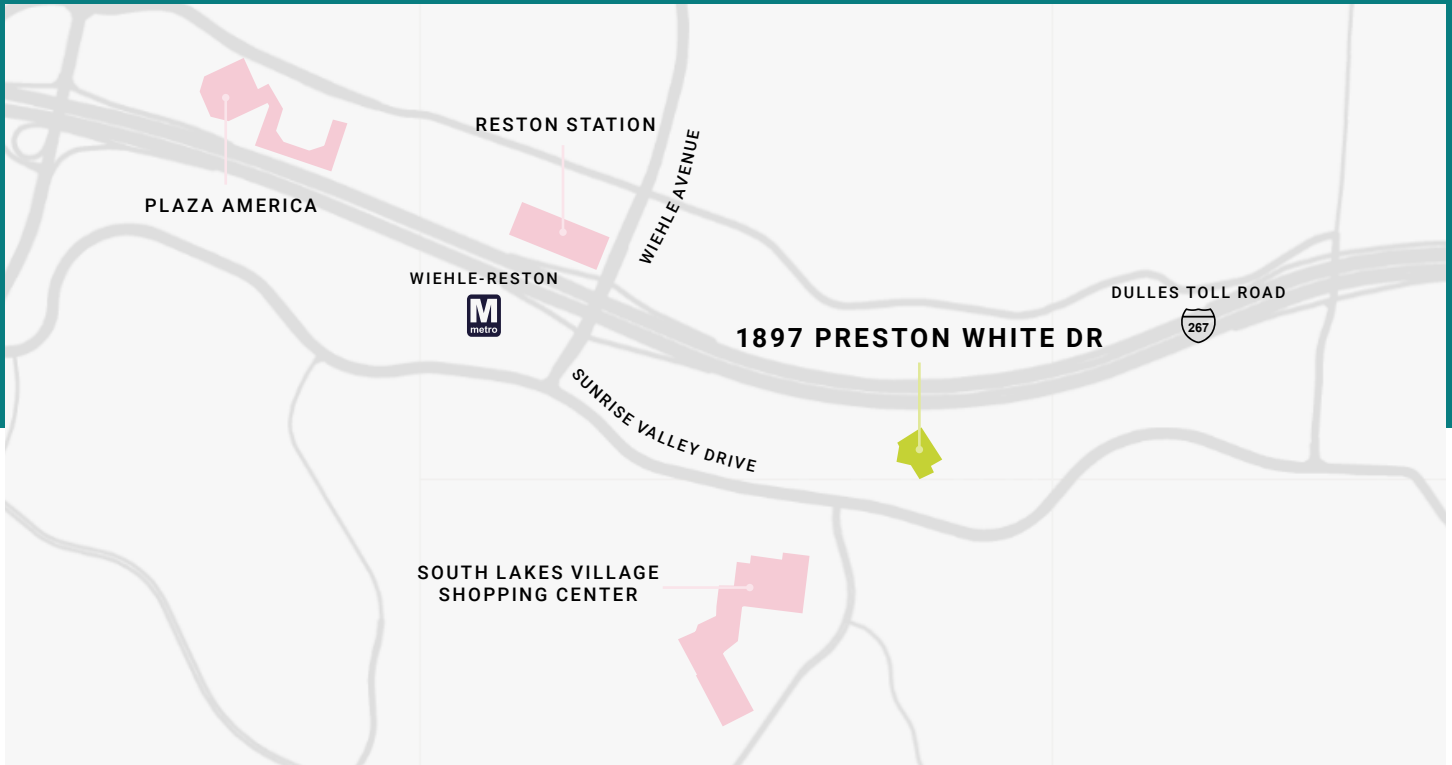 RESTON STATION
WIEHLE AVENUE
PLAZA AMERICA
WIEHLE-RESTON
M
metro
DULLES TOLL ROAD
267
1897 PRESTON WHITE DR
SUNRISE VALLEY DRIVE
SOUTH LAKES VILLAGE
SHOPPING CENTER